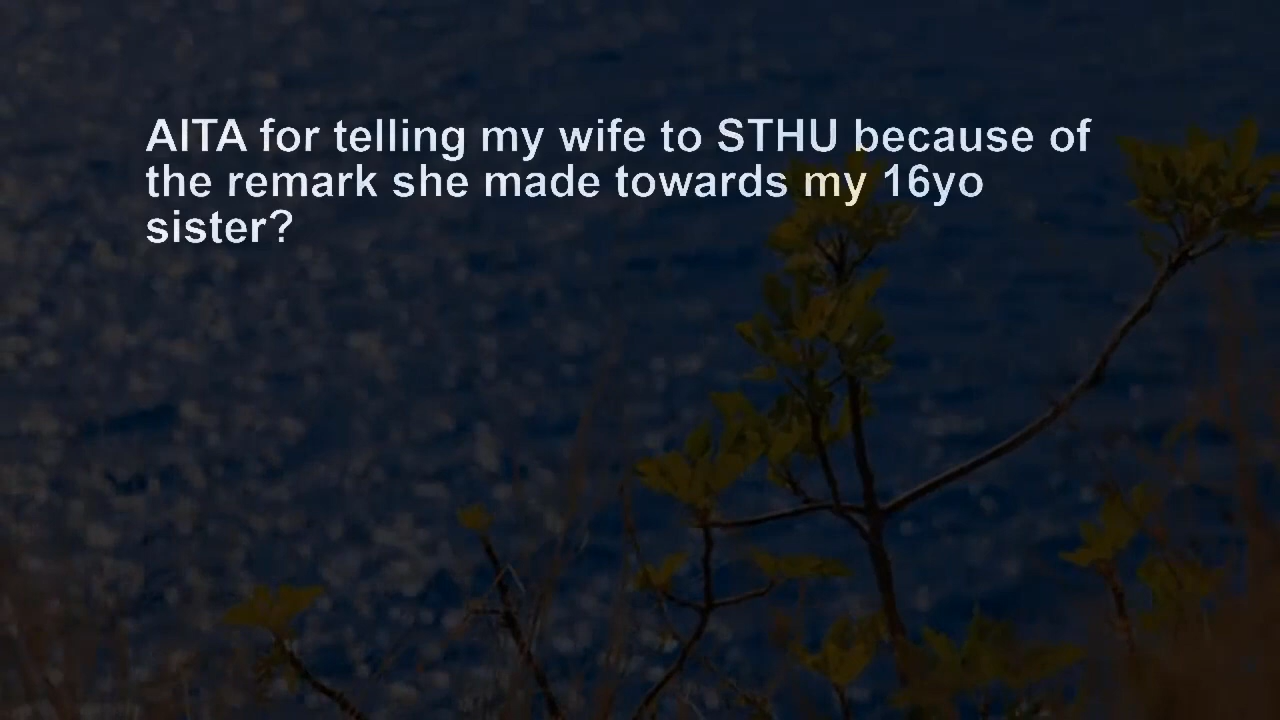 AITA for telling my wife to STHU because of
the remark she made towards my 16yo
sister?